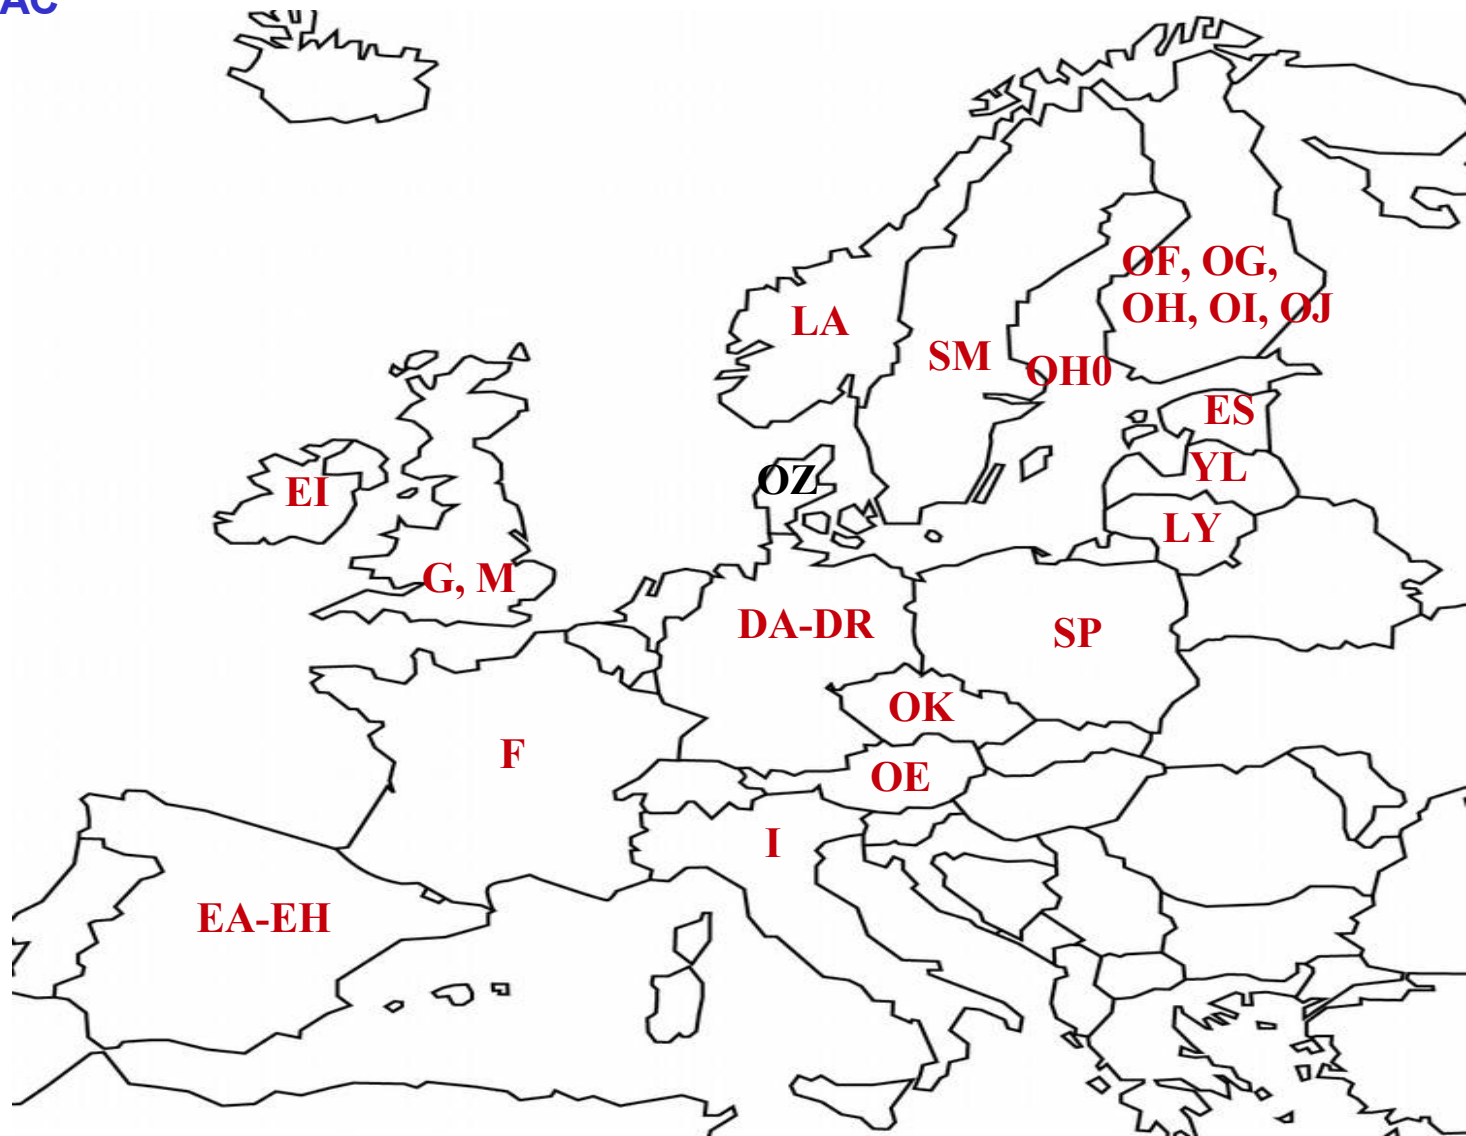 AC
OF, OG,
OH, OI, OJ
LA
SM
OH0
ES
YL
OZ
EI
LY
G, M
DA-DR
SP
OK
F
OE
I
EA-EH